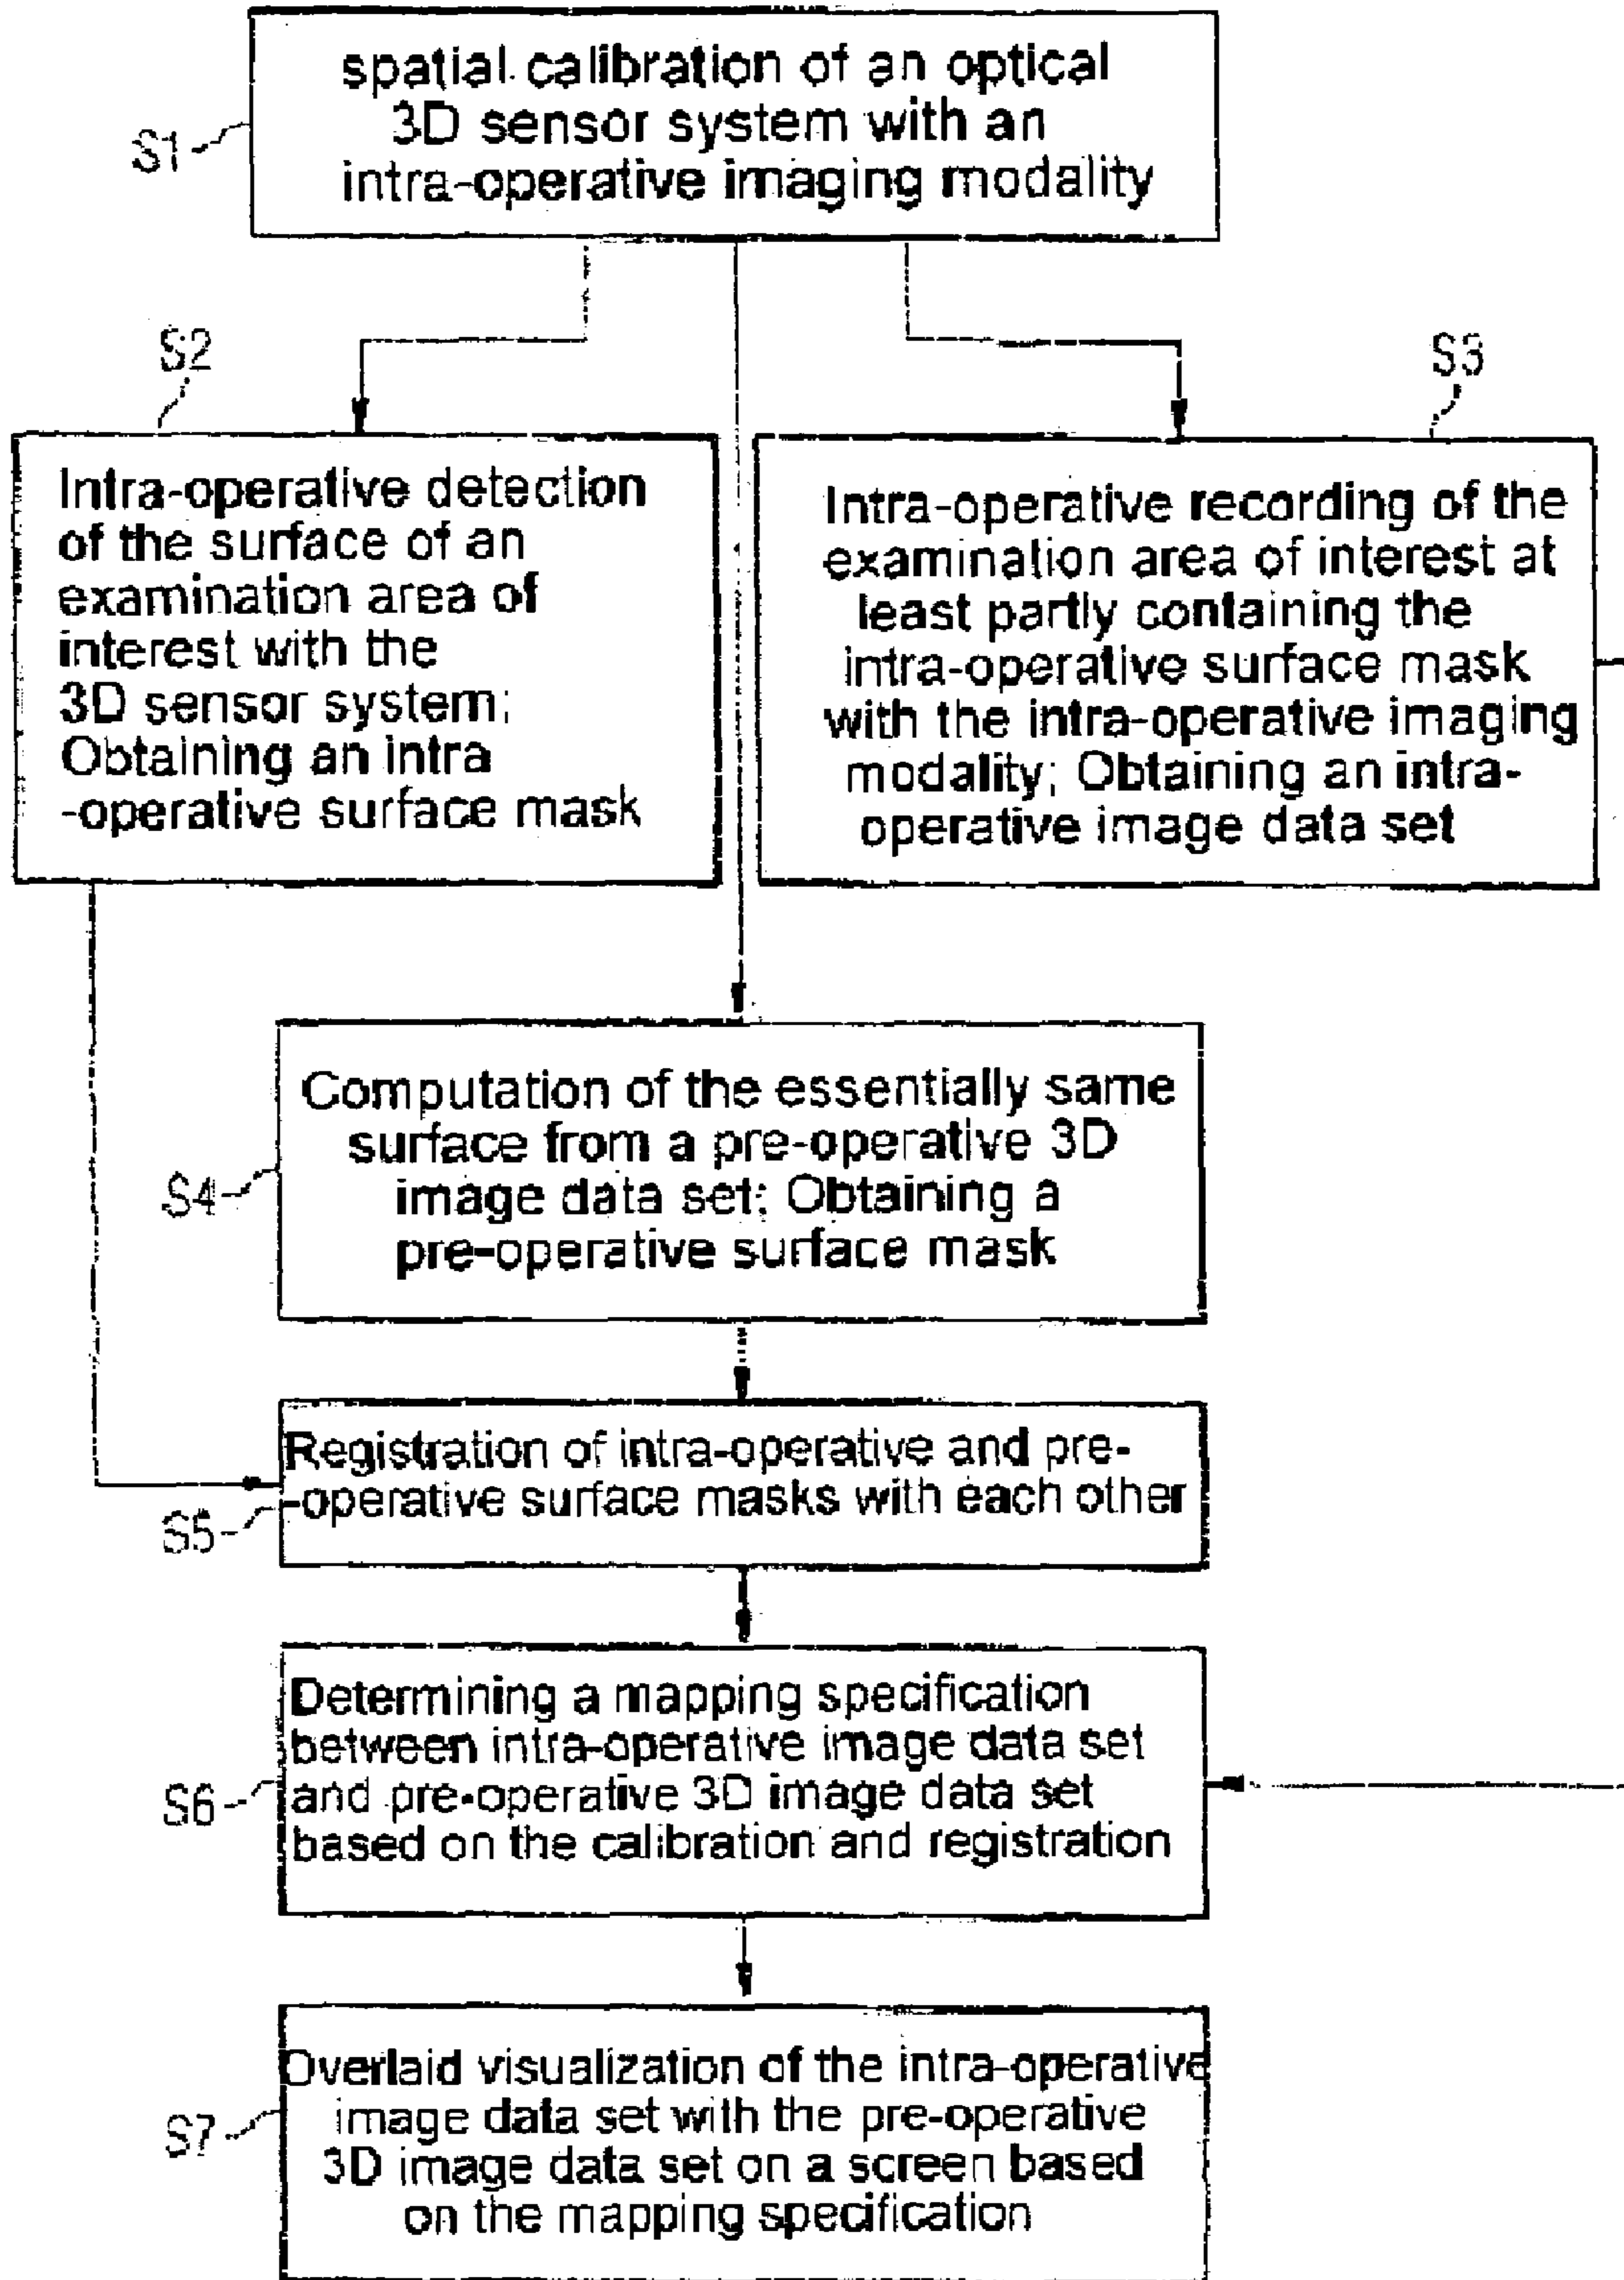 spatial calibration of an optical
3D sensor system with an
intra-operative imaging modality
S1
S2
Intra-operative detection
of the surface of an
examination area of
interest with the
3D sensor system;
Obtaining an intra
-operative surface mask
S3
Intra-operative recording of the
examination area of interest at
least partly containing the
intra-operative surface mask
with the intra-operative imaging
modality; Obtaining an intra-
operative image data set
Computation of the essentially same
surface from a pre-operative 3D
image data set; Obtaining a
pre-operative surface mask
S4
Registration of intra-operative and pre-
-operative surface masks with each other
S5
Determining a mapping specification
between intra-operative image data set
and pre-operative 3D image data set
based on the calibration and registration
S6
Overlaid visualization of the intra-operative
image data set with the pre-operative
3D image data set on a screen based
on the mapping specification
S7